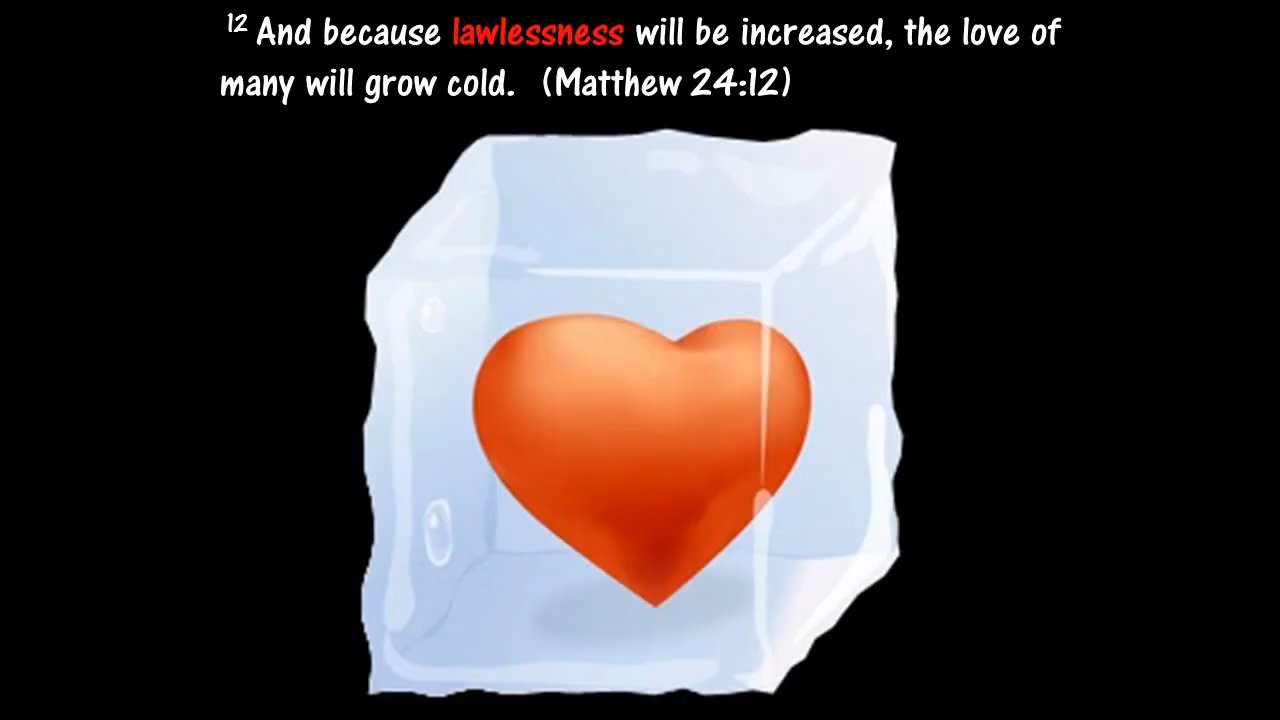 12 And because lawlessness will be increased, the love of
many will grow cold. (Matthew 24:12)